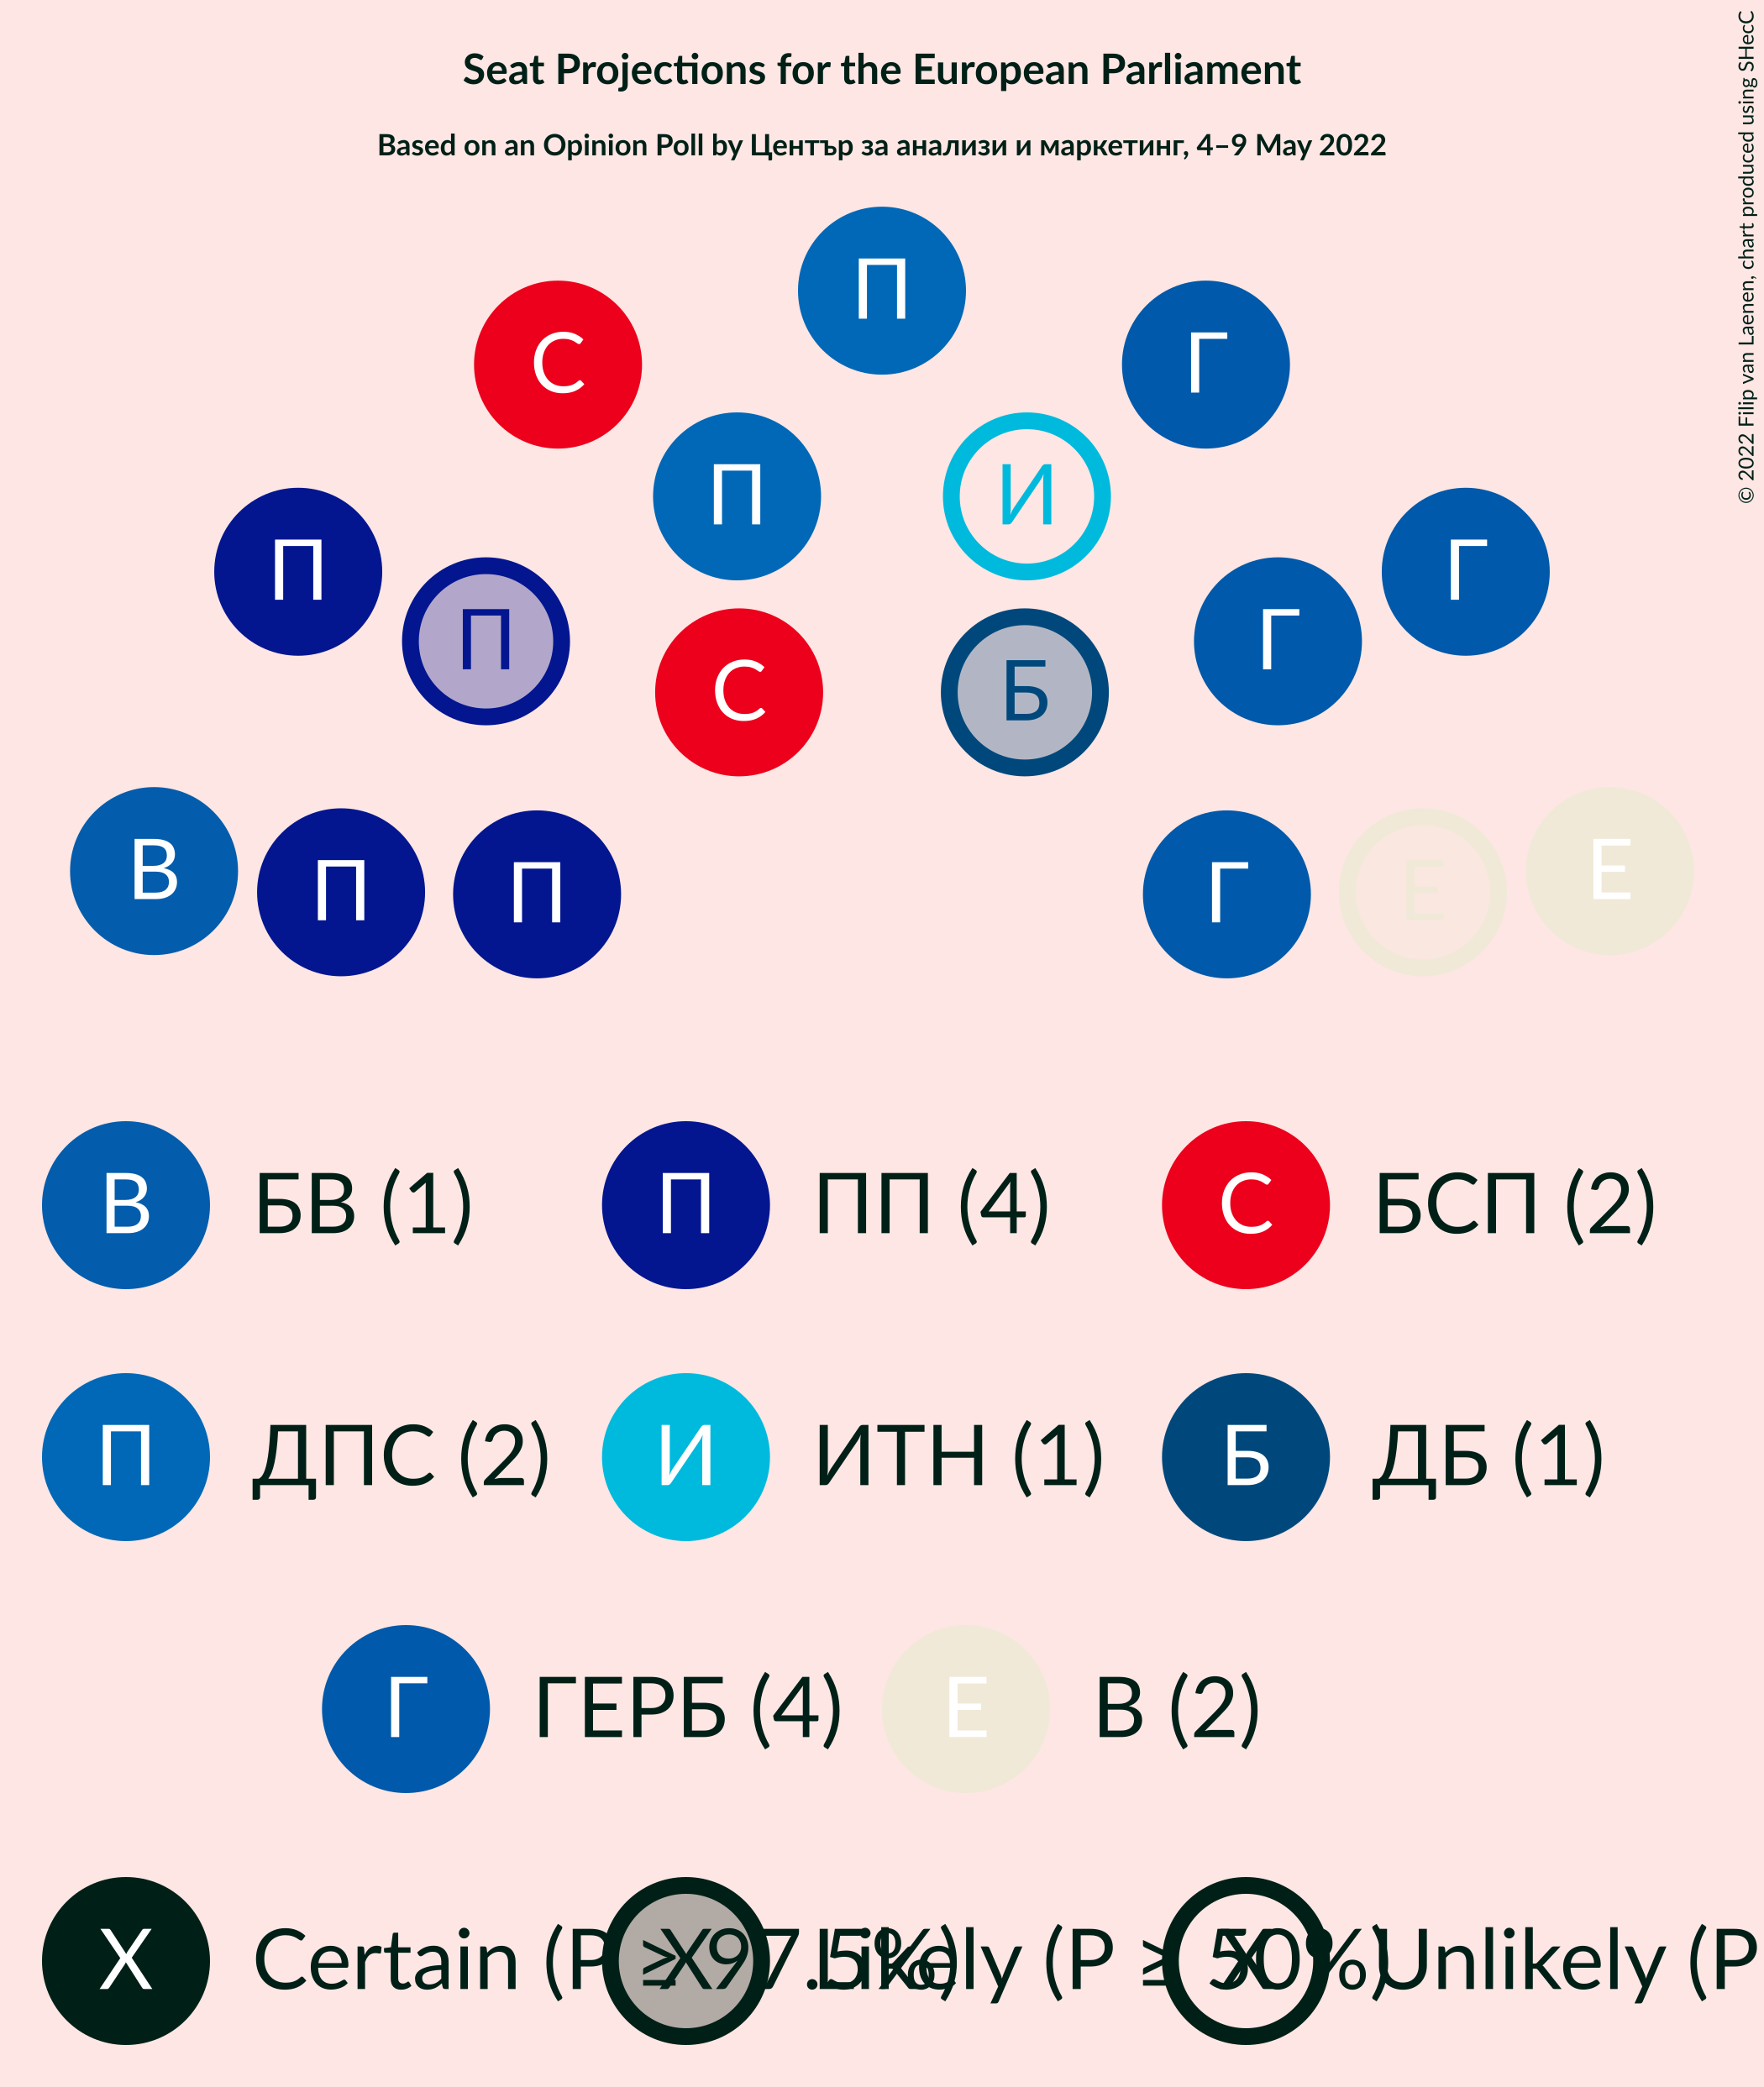 Seat Projections for the European Parliament
Based on an Opinion Poll by Център за анализи и маркетинг, 4–9 May 2022
© 2022 Filip van Laenen, chart produced using SHecC
П
С
Г
П
И
П
Г
П
Г
С
Б
В
Е
П
П
Г
Е
В БВ (1) П ПП (4) С БСП (2)
П ДПС (2) И ИТН (1) Б ДБ (1)
Г ГЕРБ (4) Е В (2)
X Certain (P ≥ 97.5%) X Likely (P ≥ 50%) X Unlikely (P